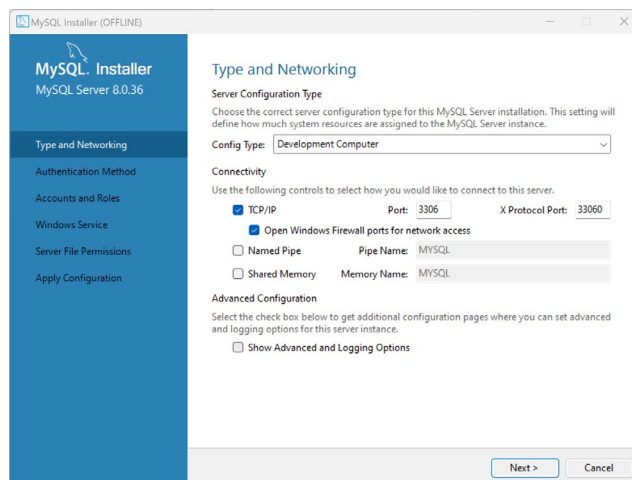 MySQL Installer (OFFLINE)
MySQL. Installer
MySQL Server 8.0.36
Type and Networking
Authentication Method
Accounts and Roles
Windows Service
Server File Permissions
Apply Configuration
Type and Networking
Server Configuration Type
Choose the correct server configuration type for this MySQL Server installation. This setting will
define how much system resources are assigned to the MySQL Server instance.
Config Type: Development Computer
Connectivity
Use the following controls to select how you would like to connect to this server.
TCP/IP Port: 3306 X Protocol Port: 33060
Open Windows Firewall ports for network access
Named Pipe Pipe Name: MYSQL
Shared Memory Memory Name: MYSQL
Advanced Configuration
Select the check box below to get additional configuration pages where you can set advanced
and logging options for this server instance.
Show Advanced and Logging Options
Next > Cancel